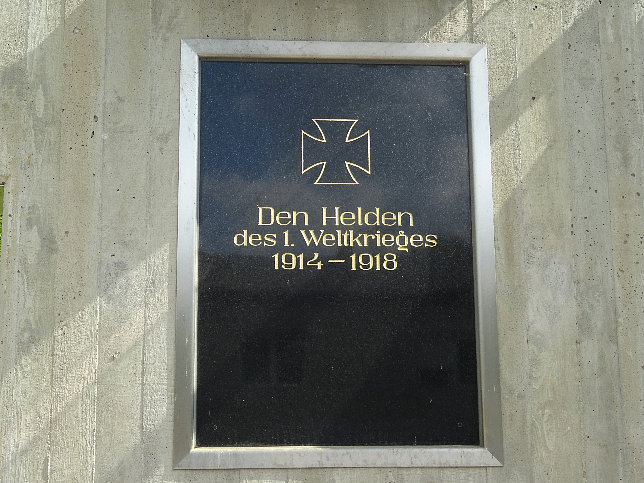 Den Helden
des 1. Weltkrieges
1914 – 1918